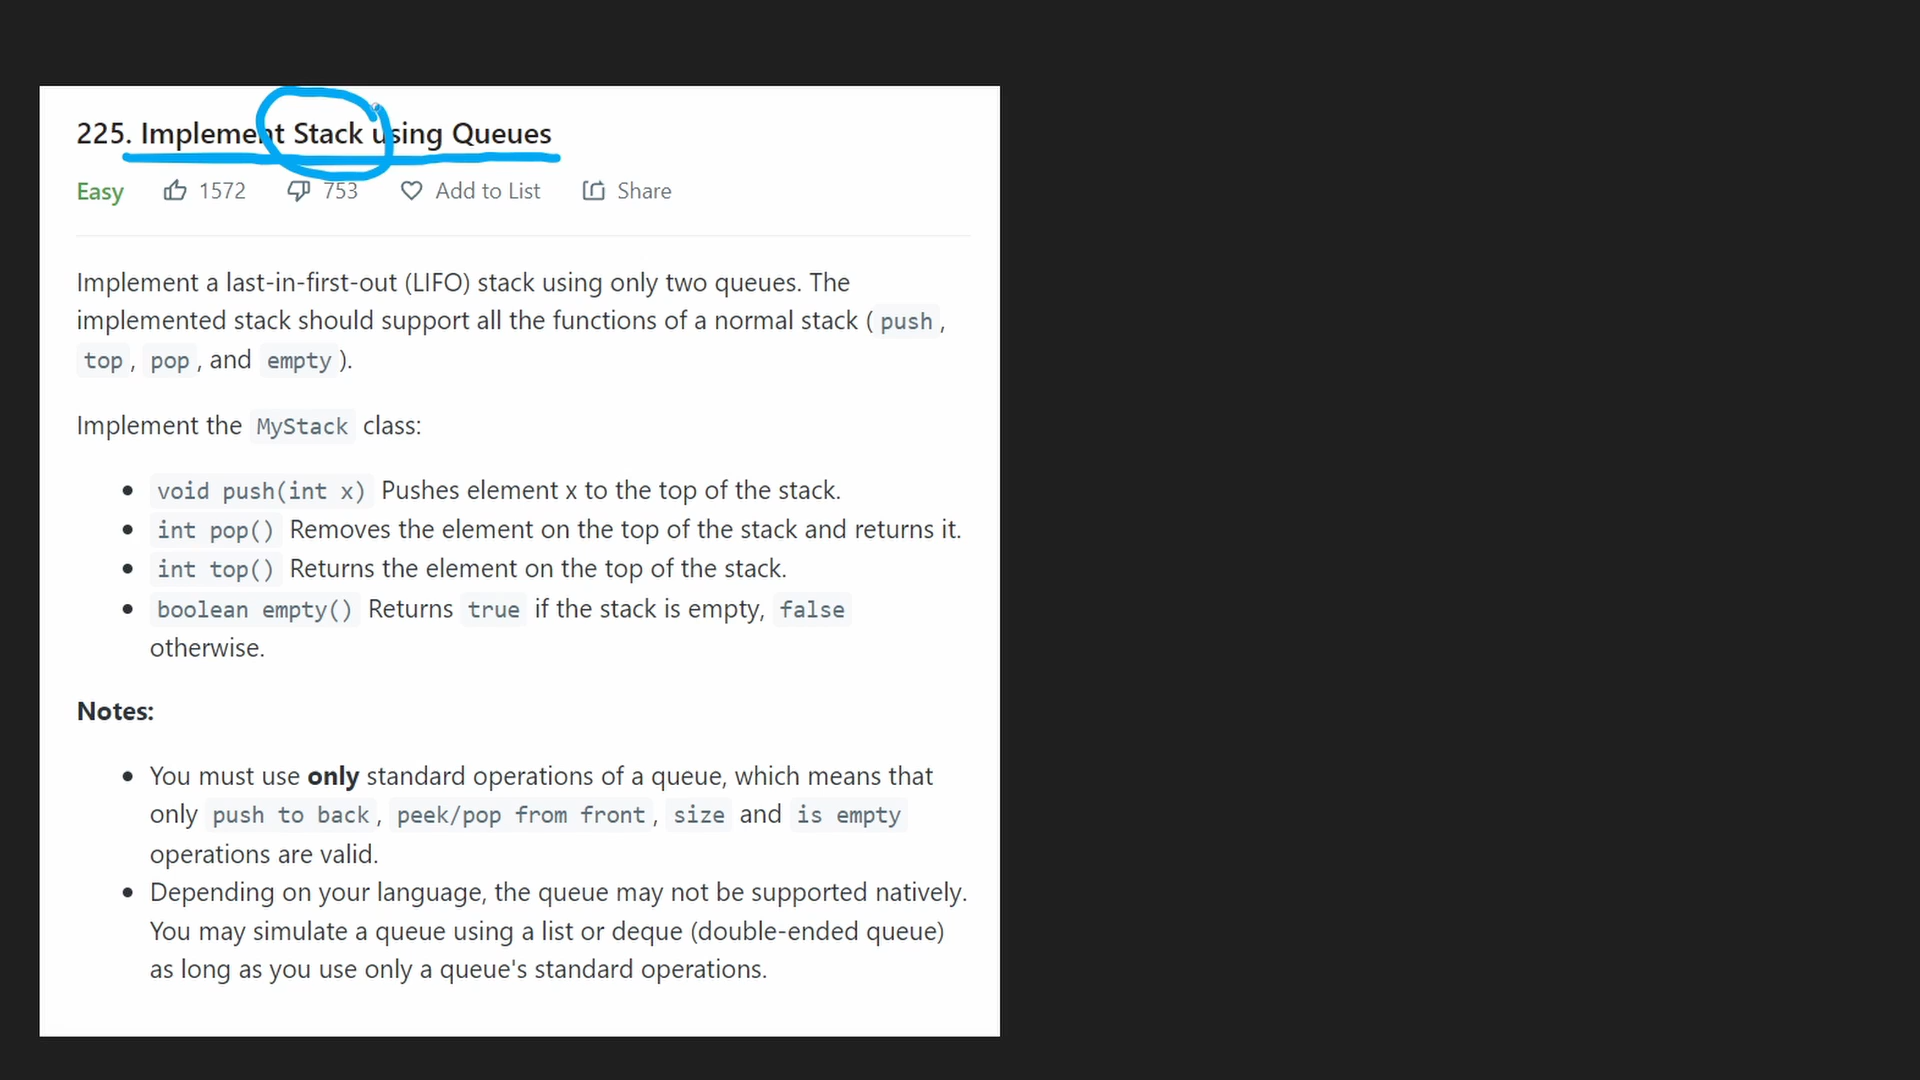 225. Implement Stack using Queues
Easy 1572 753 Add to List Share
Implement a last-in-first-out (LIFO) stack using only two queues. The
implemented stack should support all the functions of a normal stack ( push ,
top , pop , and empty ).
Implement the MyStack class:
• void push(int x) Pushes element x to the top of the stack.
• int pop() Removes the element on the top of the stack and returns it.
• int top() Returns the element on the top of the stack.
• boolean empty() Returns true if the stack is empty, false
otherwise.
Notes:
• You must use only standard operations of a queue, which means that
only push to back , peek/pop from front , size and is empty
operations are valid.
• Depending on your language, the queue may not be supported natively.
You may simulate a queue using a list or deque (double-ended queue)
as long as you use only a queue's standard operations.